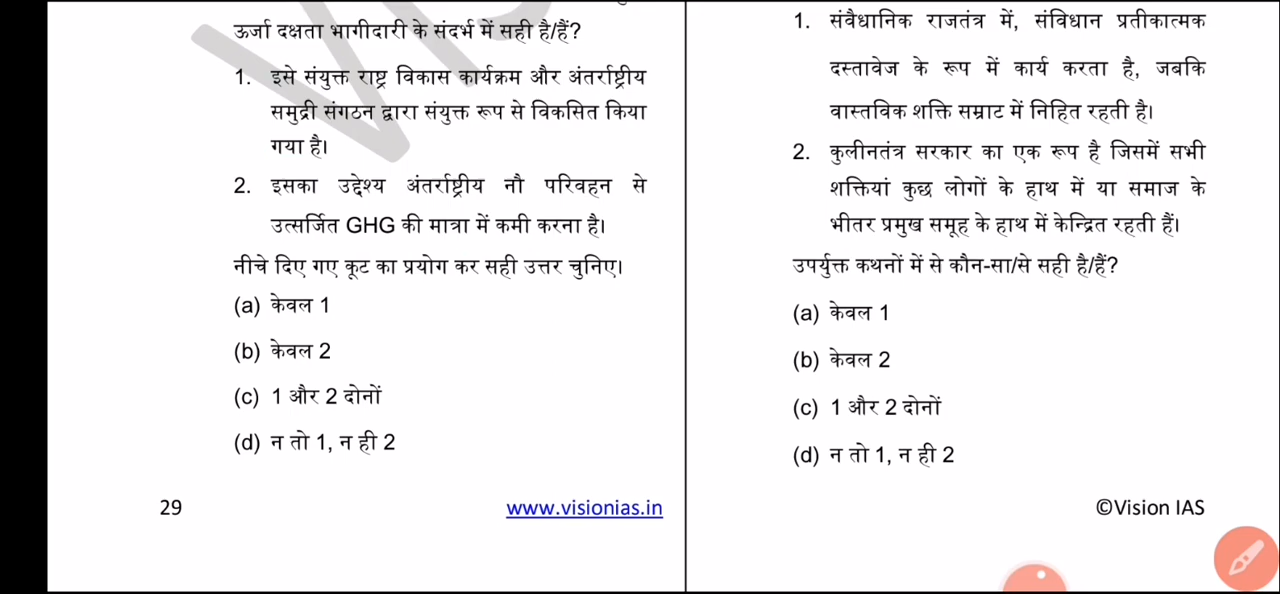 ऊर्जा दक्षता भागीदारी के संदर्भ में सही है/हैं?
1. इसे संयुक्त राष्ट्र विकास कार्यक्रम और अंतर्राष्ट्रीय
समुद्री संगठन द्वारा संयुक्त रूप से विकसित किया
गया है।
2. इसका उद्देश्य अंतर्राष्ट्रीय नौ परिवहन से
उत्सर्जित GHG की मात्रा में कमी करना है।
नीचे दिए गए कूट का प्रयोग कर सही उत्तर चुनिए।
(a) केवल 1
(b) केवल 2
(c) 1 और 2 दोनों
(d) न तो 1, न ही 2
1. संवैधानिक राजतंत्र में, संविधान प्रतीकात्मक
दस्तावेज के रूप में कार्य करता है, जबकि
वास्तविक शक्ति सम्राट में निहित रहती है।
2. कुलीनतंत्र सरकार का एक रूप है जिसमें सभी
शक्तियां कुछ लोगों के हाथ में या समाज के
भीतर प्रमुख समूह के हाथ में केन्द्रित रहती हैं।
उपर्युक्त कथनों में से कौन-सा/से सही है/हैं?
(a) केवल 1
(b) केवल 2
(c) 1 और 2 दोनों
(d) न तो 1, न ही 2
29
www.visionias.in
©Vision IAS